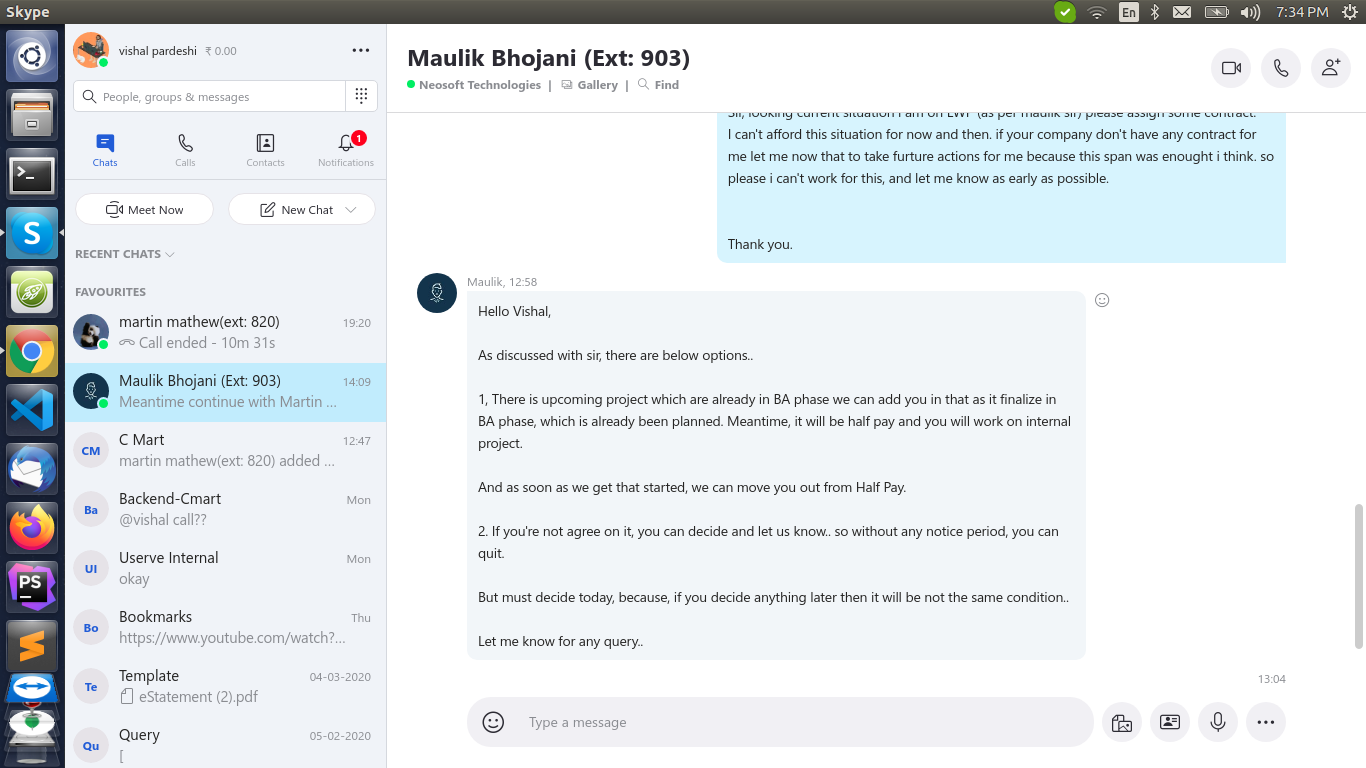 Skype
En
7:34 PM
vishal pardeshi ₹ 0.00
People, groups & messages
Chats
Calls
Contacts
Notifications
1
Meet Now
New Chat
RECENT CHATS
FAVOURITES
martin mathew(ext: 820) 19:20
Call ended - 10m 31s
Maulik Bhojani (Ext: 903) 14:09
Meantime continue with Martin ...
CM
C Mart 12:47
martin mathew(ext: 820) added ...
Ba
Backend-Cmart Mon
@vishal call??
UI
Userve Internal Mon
okay
Bo
Bookmarks Thu
https://www.youtube.com/watch?...
Te
Template 04-03-2020
eStatement (2).pdf
Qu
Query 05-02-2020
[
S
PS
Maulik Bhojani (Ext: 903)
Neosoft Technologies | Gallery | Find
Sir, looking current situation I am on LWP (as per maulik sir) please assign some contract.
I can't afford this situation for now and then. if your company don't have any contract for
me let me now that to take furture actions for me because this span was enought i think. so
please i can't work for this, and let me know as early as possible.
Thank you.
Maulik, 12:58
Hello Vishal,
As discussed with sir, there are below options..
1, There is upcoming project which are already in BA phase we can add you in that as it finalize in
BA phase, which is already been planned. Meantime, it will be half pay and you will work on internal
project.
And as soon as we get that started, we can move you out from Half Pay.
2. If you're not agree on it, you can decide and let us know.. so without any notice period, you can
quit.
But must decide today, because, if you decide anything later then it will be not the same condition..
Let me know for any query..
13:04
Type a message